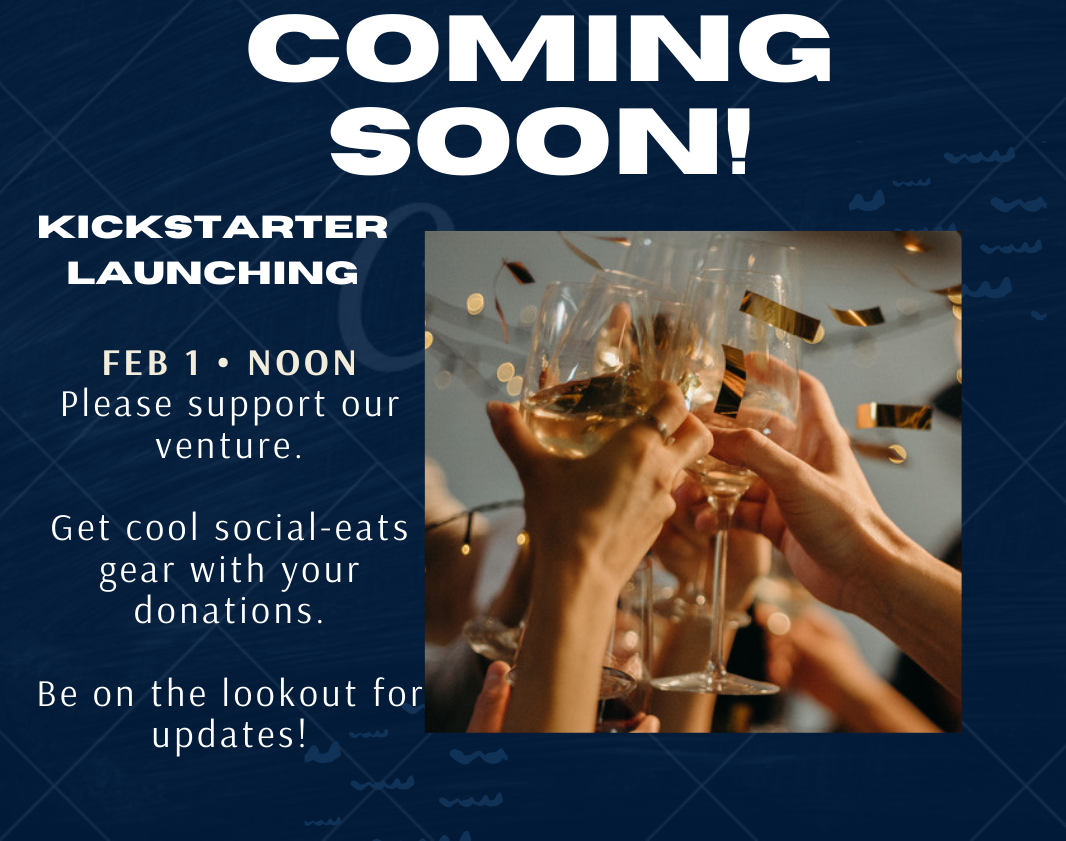 COMING
SOON!
KICKSTARTER
LAUNCHING
FEB 1 • NOON
Please support our
venture.
Get cool social-eats
gear with your
donations.
Be on the lookout for
updates!